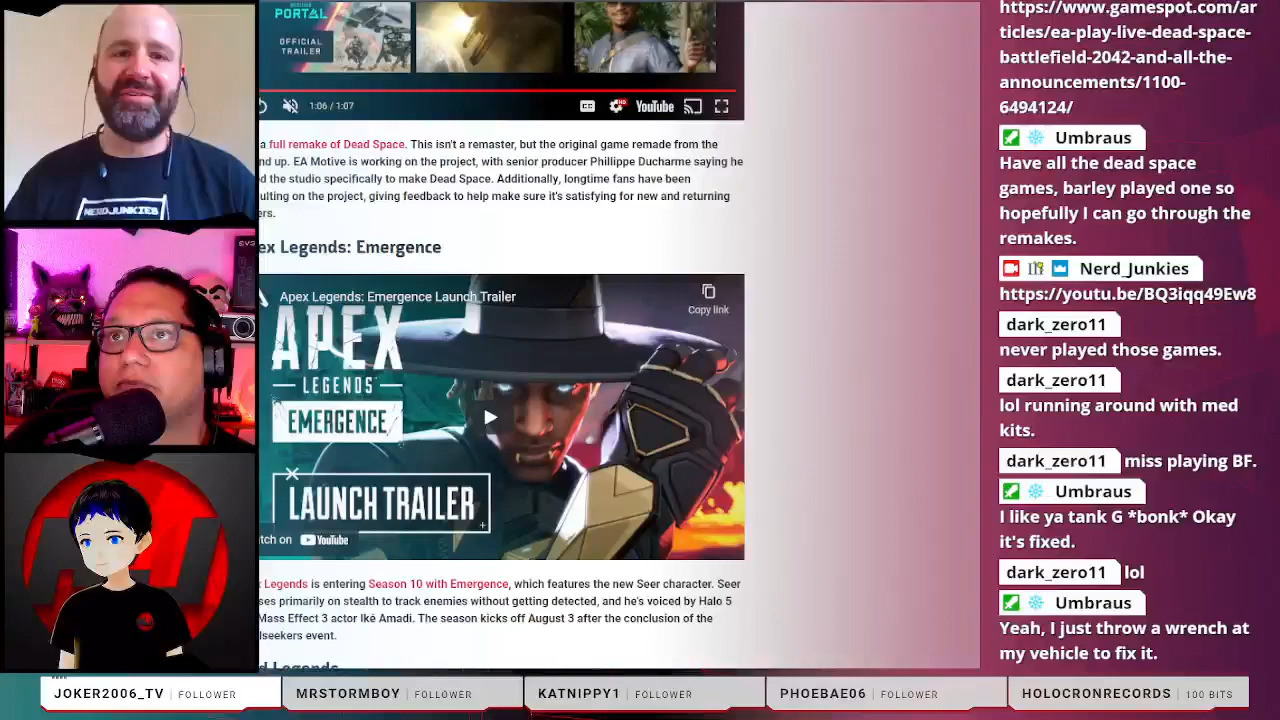 PORTAL
OFFICIAL
TRAILER
1:06 / 1:07
CC
HD
YouTube
a full remake of Dead Space. This isn't a remaster, but the original game remade from the
nd up. EA Motive is working on the project, with senior producer Phillippe Ducharme saying he
d the studio specifically to make Dead Space. Additionally, longtime fans have been
ulting on the project, giving feedback to help make sure it's satisfying for new and returning
ers.
ex Legends: Emergence
Apex Legends: Emergence Launch Trailer
Copy link
APEX
LEGENDS
EMERGENCE
LAUNCH TRAILER
tch on YouTube
x Legends is entering Season 10 with Emergence, which features the new Seer character. Seer
ses primarily on stealth to track enemies without getting detected, and he's voiced by Halo 5
Mass Effect 3 actor Ike Amadi. The season kicks off August 3 after the conclusion of the
dseekers event.
d Legends
NERDJUNKIES
https://www.gamespot.com/ar
ticles/ea-play-live-dead-space-
battlefield-2042-and-all-the-
announcements/1100-
6494124/
Umbraus
Have all the dead space
games, barley played one so
hopefully I can go through the
remakes.
Nerd_Junkies
https://youtu.be/BQ3iqq49Ew8
dark_zero11
never played those games.
dark_zero11
lol running around with med
kits.
dark_zero11 miss playing BF.
Umbraus
I like ya tank G *bonk* Okay
it's fixed.
dark_zero11 lol
Umbraus
Yeah, I just throw a wrench at
my vehicle to fix it.
JOKER2006_TV | FOLLOWER
MRSTORMBOY | FOLLOWER
KATNIPPY1 | FOLLOWER
PHOEBAE06 | FOLLOWER
HOLOCRONRECORDS | 100 BITS